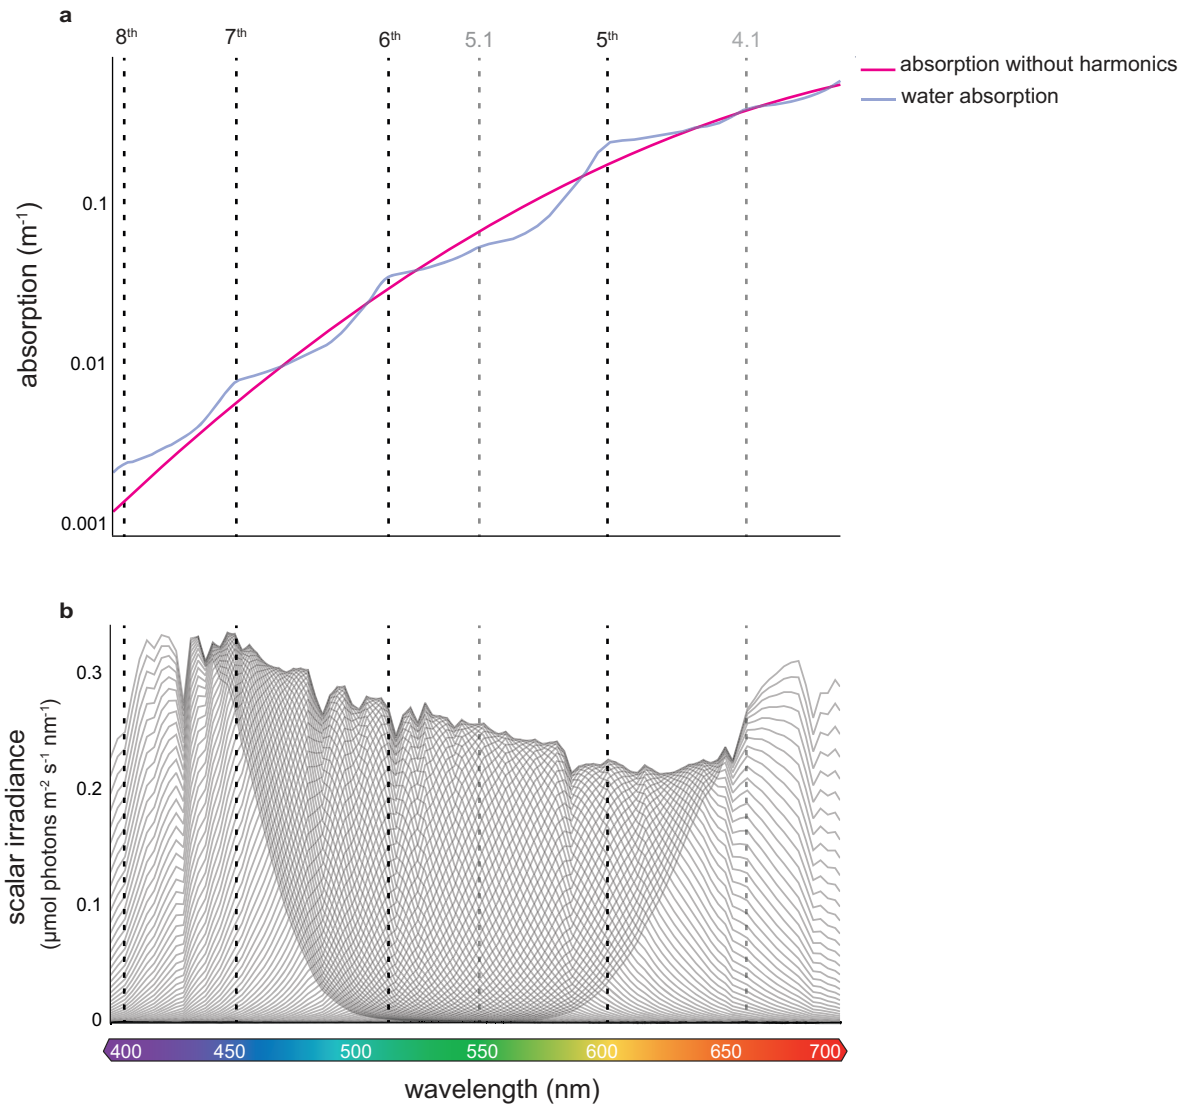 a
8th 7th 6th 5.1 5th 4.1
absorption without harmonics
water absorption
absorption (m-1)
0.1
0.01
0.001
b
scalar irradiance
(µmol photons m-2 s-1 nm-1)
0.3
0.2
0.1
0
400 450 500 550 600 650 700
wavelength (nm)